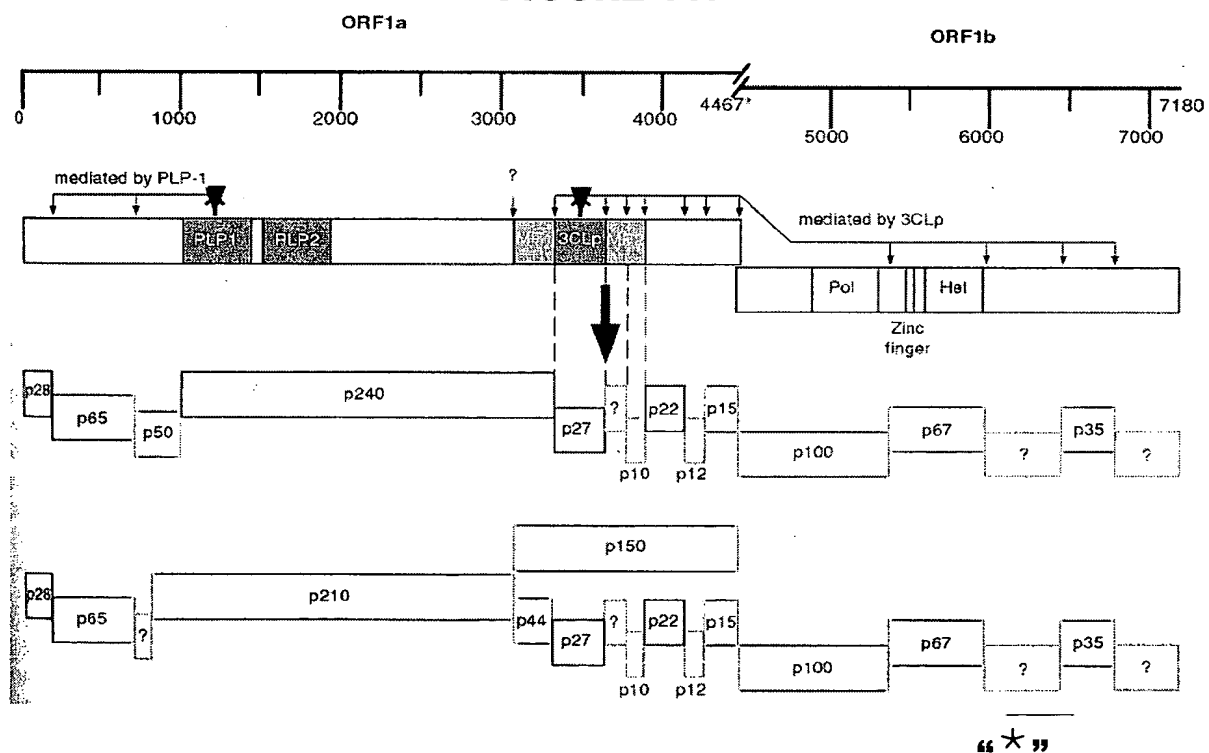 ORF1a
ORF1b
0 1000 2000 3000 4000 4467* 5000 6000 7000 7180
mediated by PLP-1
?
mediated by 3CLp
PLP1 PLP2 3CLp
Pol Hel
Zinc
finger
p28 p65 p50 p240 p27 ? p10 p22 p12 p15 p100 p67 ? p35 ?
p150
p28 p65 ? p210 p44 p27 ? p10 p22 p12 p15 p100 p67 ? p35 ?
“*”